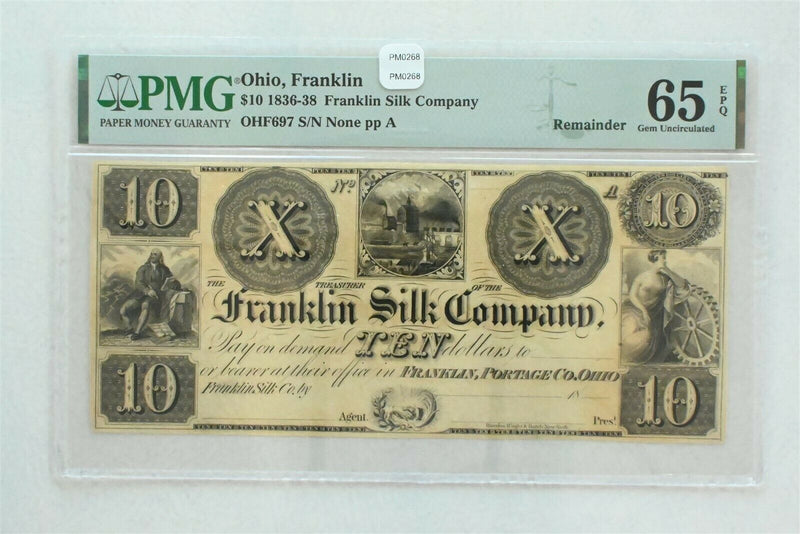 PM0268
PM0268
PMG
PAPER MONEY GUARANTY
®Ohio, Franklin
$10 1836-38 Franklin Silk Company
OHF697 S/N None pp A
Remainder
65 EPQ
Gem Uncirculated
10 X Nº X A 10
THE TREASURER OF THE
Franklin Silk Company,
Pay on demand TEN dollars to
or bearer at their office in FRANKLIN, PORTAGE CO. OHIO
Franklin Silk Co. by 18
10 Agent. Prest. 10